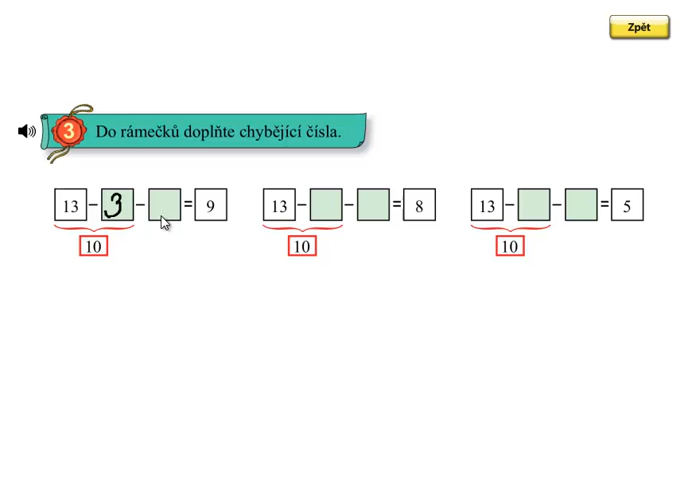 Zpět
3 Do rámečků doplňte chybějící čísla.
13 – 3 – = 9 13 – – = 8 13 – – = 5
10 10 10